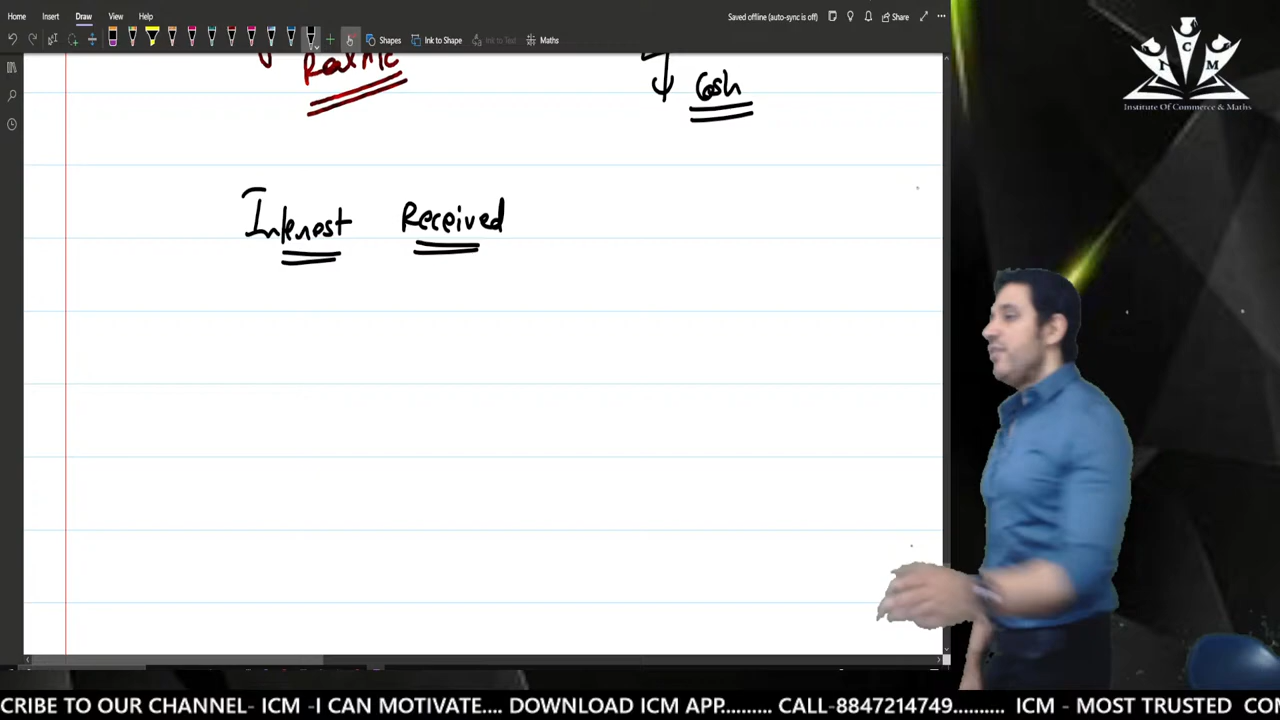 Home Insert Draw View Help
Saved offline (auto-sync is off)
Share
Shapes
Ink to Shape
Ink to Text
Maths
Real A/c
Cash
Interest Received
I C M
Institute Of Commerce & Maths
CRIBE TO OUR CHANNEL- ICM -I CAN MOTIVATE.... DOWNLOAD ICM APP......... CALL-8847214749.......... ICM - MOST TRUSTED CO